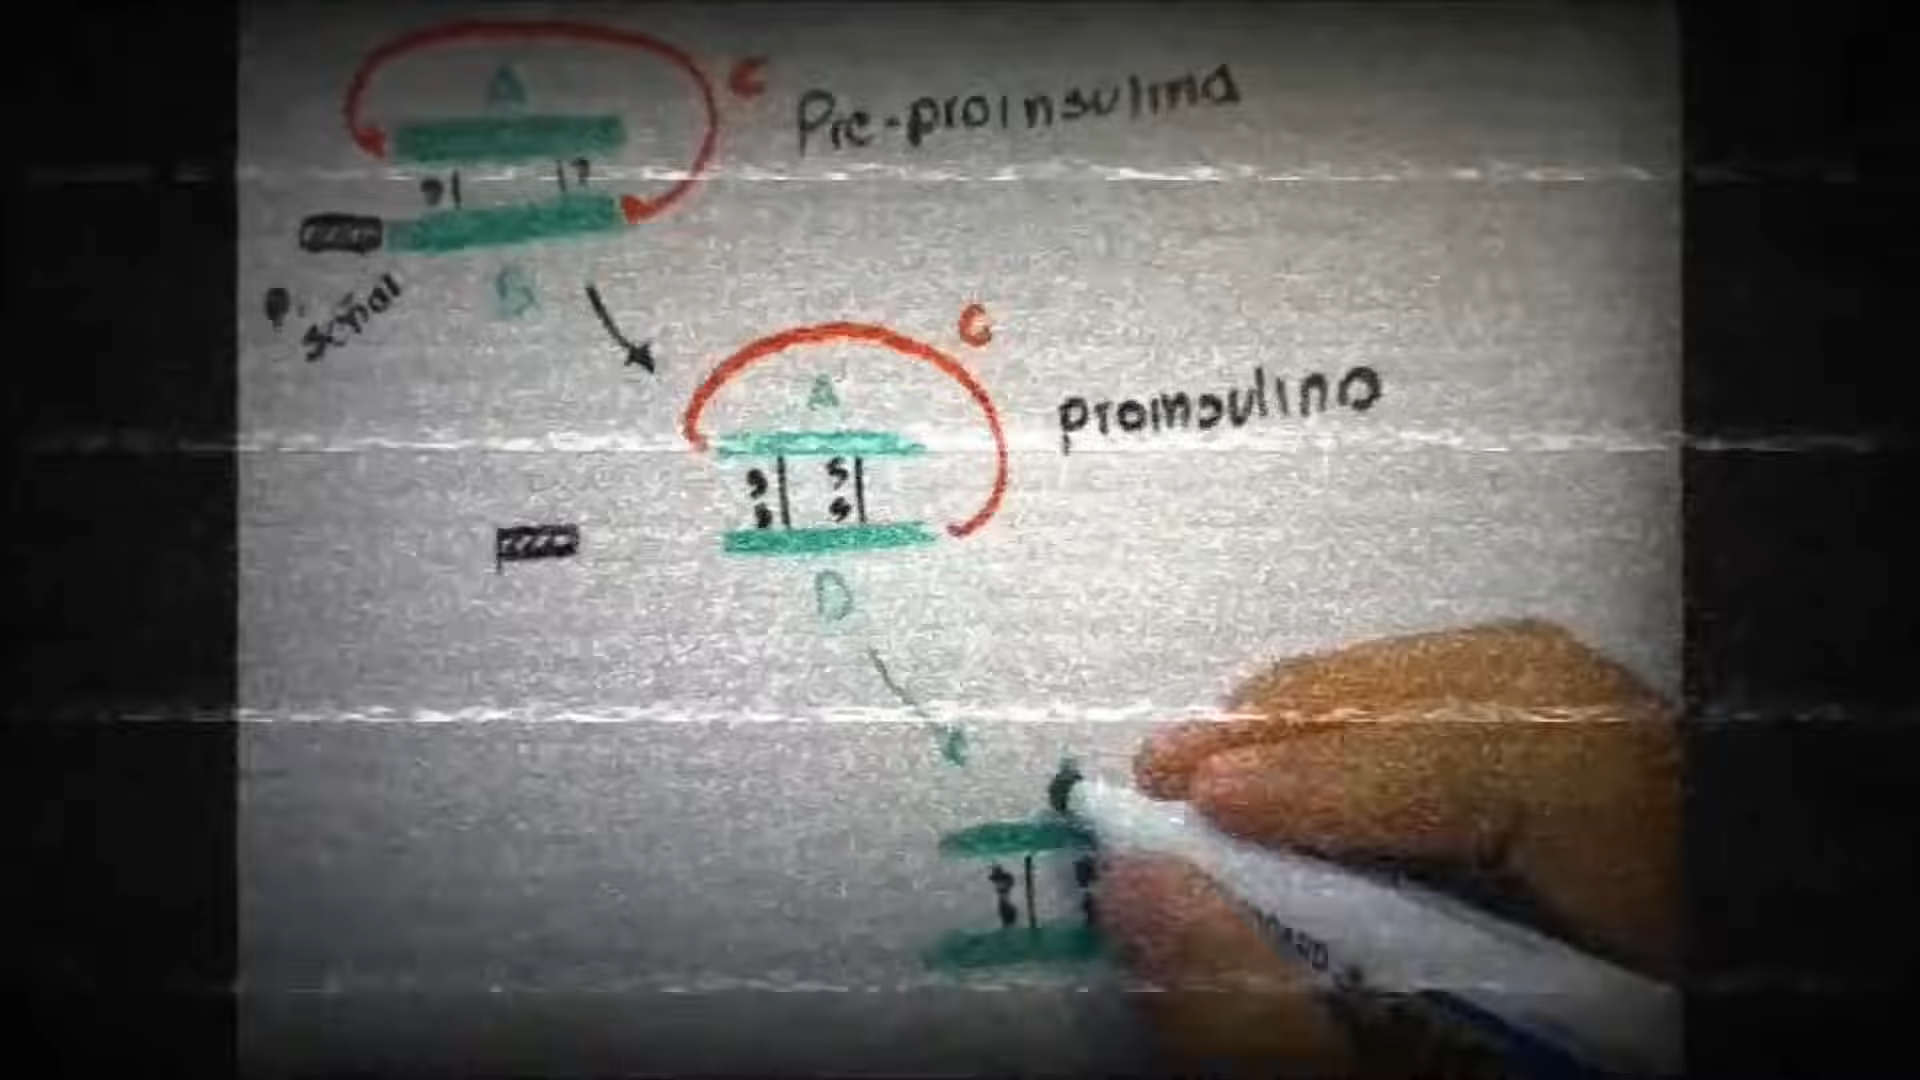 A
C
Pre-proinsulina
B
P.
señal
C
A
proinsulina
S S
S S
B